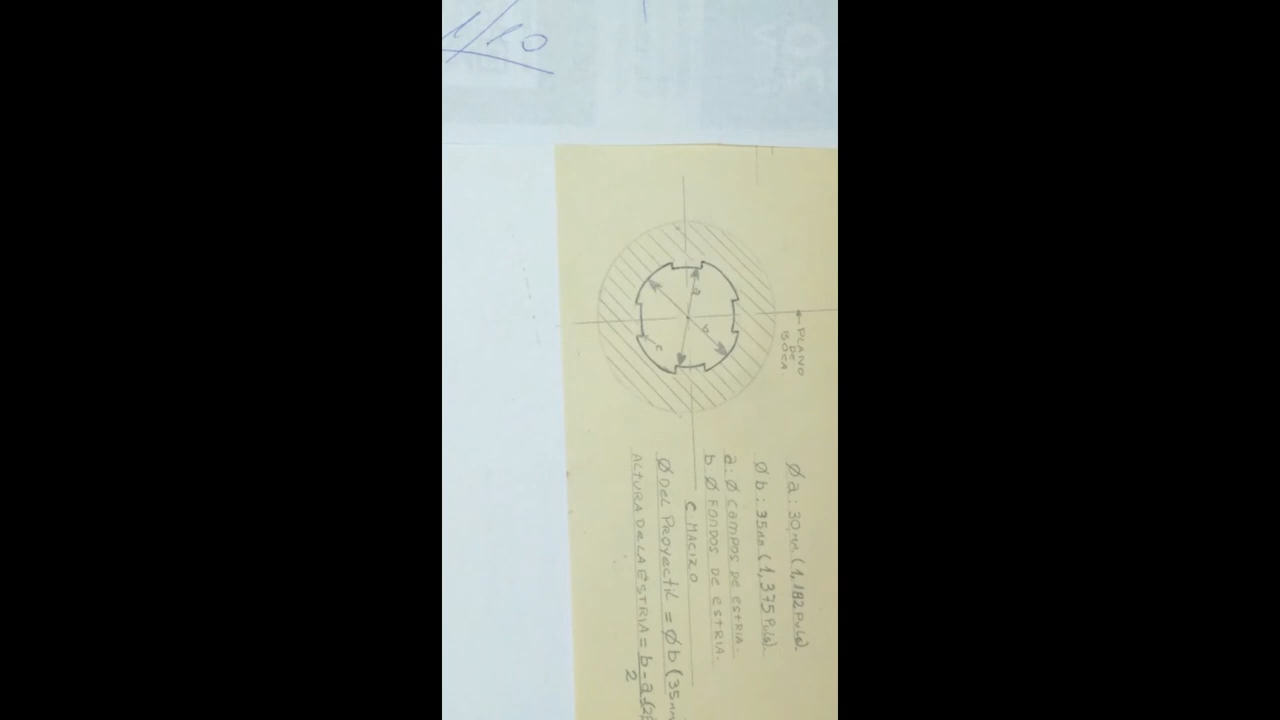 1/10
← PLANO
DE
BOCA.
a
b
c
Ø a : 30mm (1,182 Pulg).
Ø b : 35mm (1,375 Pulg).
a : Ø CAMPOS DE ESTRIA.
b : Ø FONDOS DE ESTRIA.
C MACIZO
Ø DEL PROYECTIL = Ø b (35mm
ALTURA DE LA ESTRIA = b - a
2